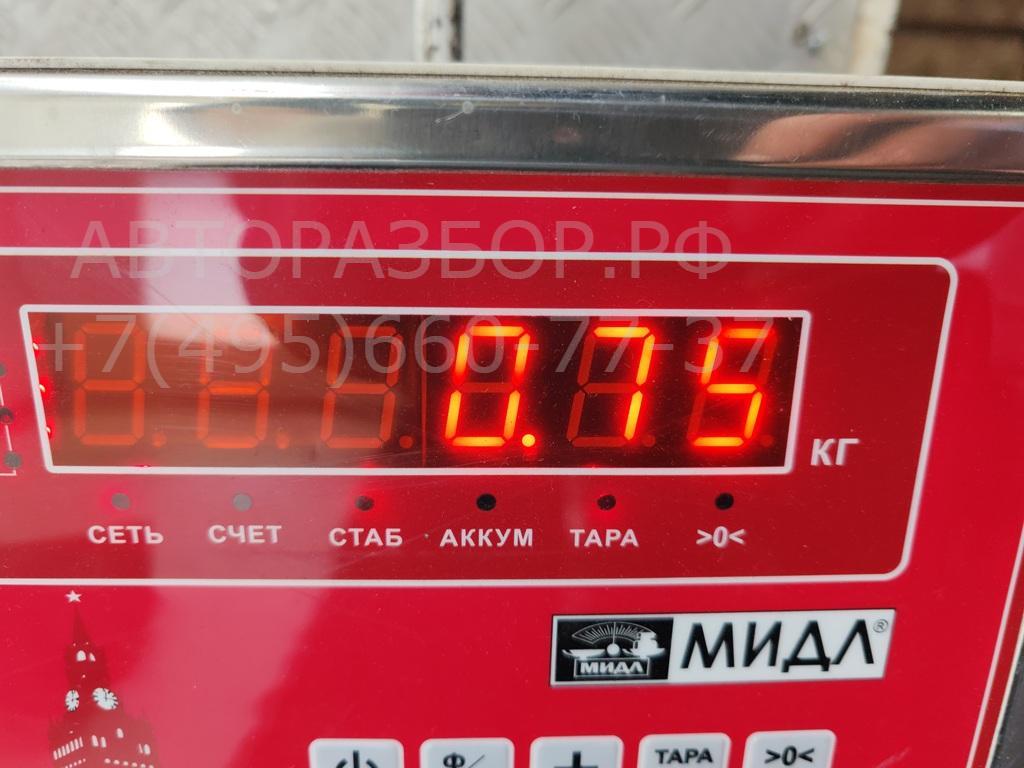 АВТОРАЗБОР.РФ
+7(495)660-77-37
0.75
КГ
СЕТЬ СЧЕТ СТАБ АККУМ ТАРА >0<
МИДЛ МИДЛ®
Ф/ + ТАРА >0<